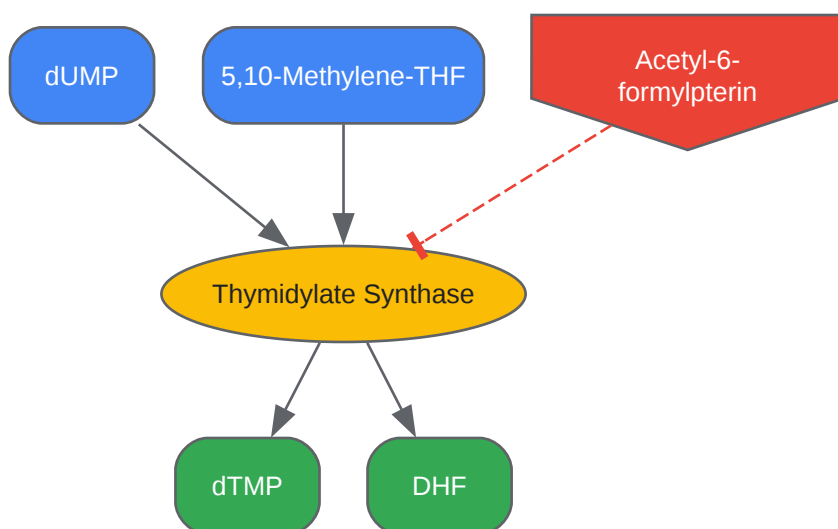 dUMP
5,10-Methylene-THF
Acetyl-6-
formylpterin
Thymidylate Synthase
dTMP
DHF